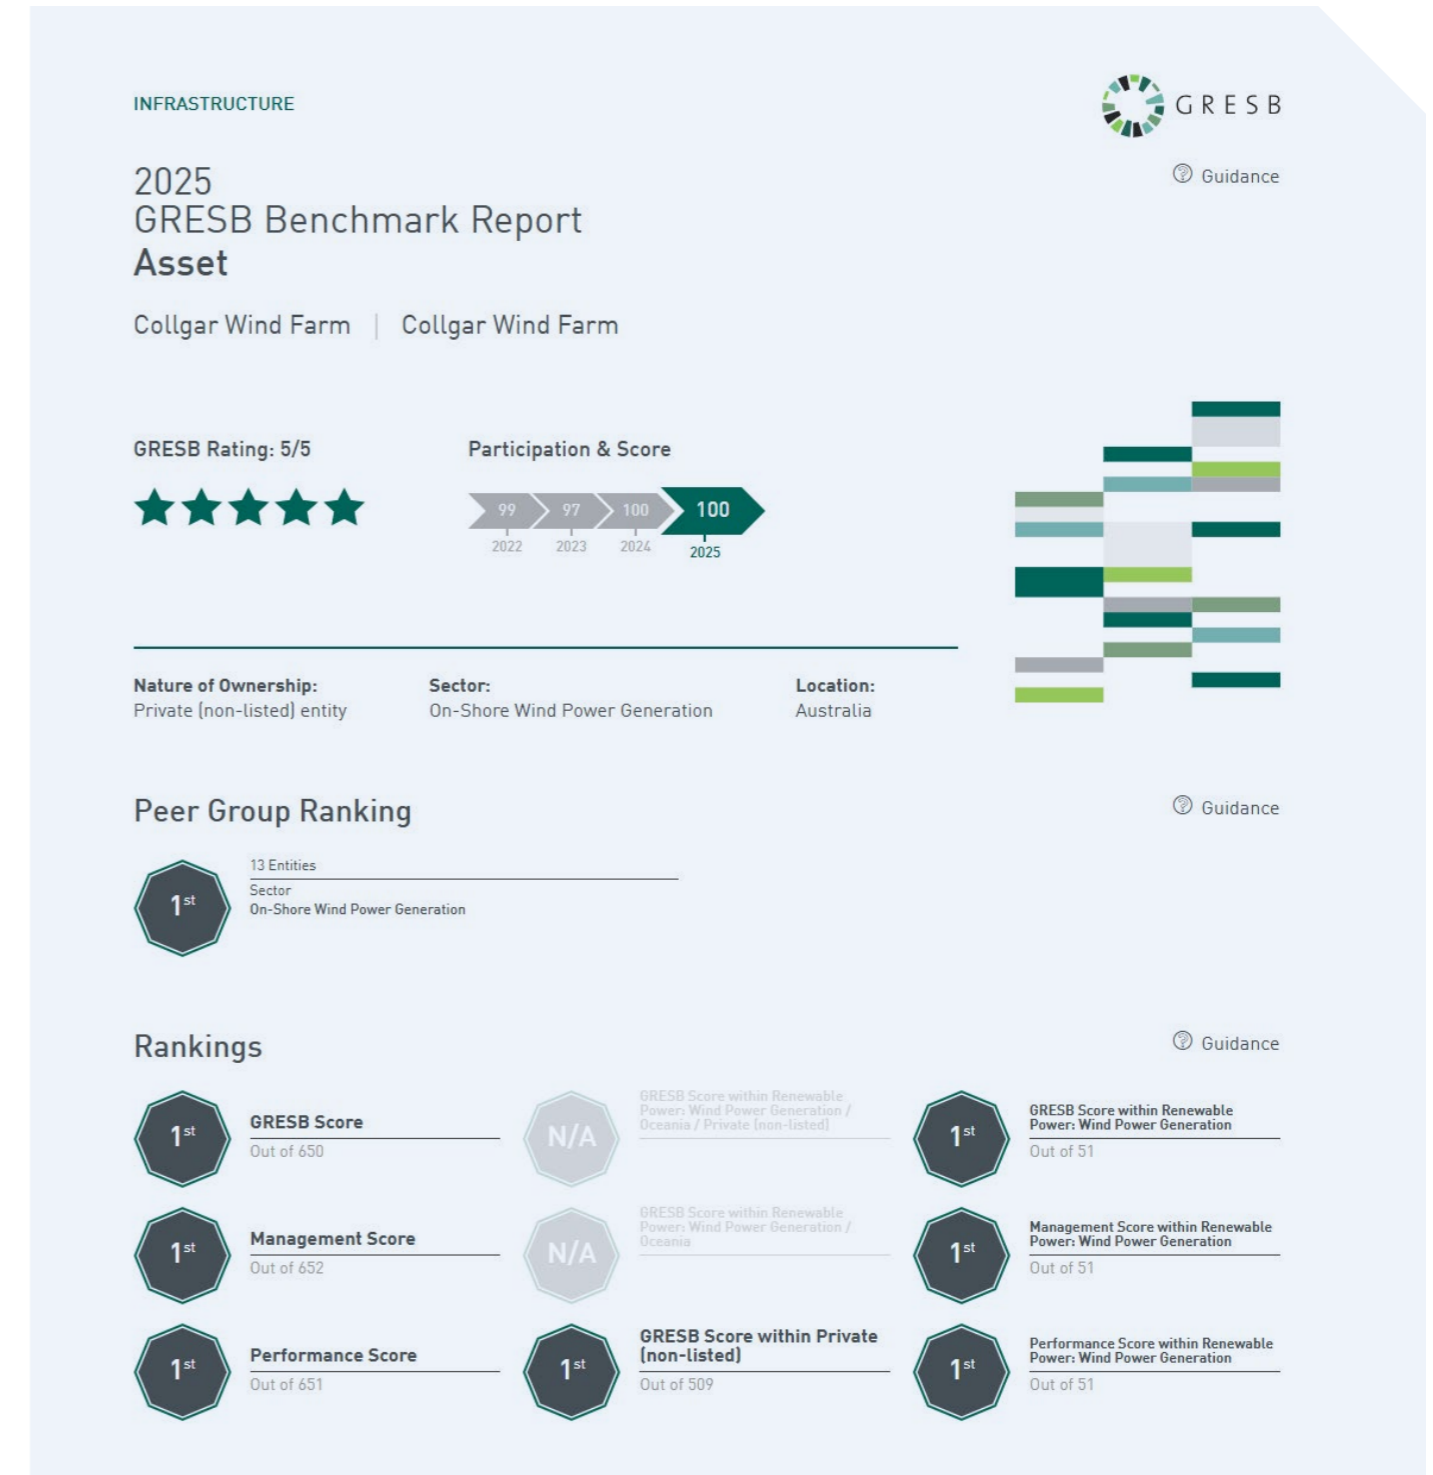 INFRASTRUCTURE
GRESB
Guidance
2025
GRESB Benchmark Report
Asset
Collgar Wind Farm | Collgar Wind Farm
GRESB Rating: 5/5
Participation & Score
99 97 100 100
2022 2023 2024 2025
Nature of Ownership:
Private (non-listed) entity
Sector:
On-Shore Wind Power Generation
Location:
Australia
Peer Group Ranking
Guidance
1st
13 Entities
Sector
On-Shore Wind Power Generation
Rankings
Guidance
1st
GRESB Score
Out of 650
N/A
GRESB Score within Renewable
Power: Wind Power Generation /
Oceania / Private (non-listed)
1st
GRESB Score within Renewable
Power: Wind Power Generation
Out of 51
1st
Management Score
Out of 652
N/A
GRESB Score within Renewable
Power: Wind Power Generation /
Oceania
1st
Management Score within Renewable
Power: Wind Power Generation
Out of 51
1st
Performance Score
Out of 651
1st
GRESB Score within Private
(non-listed)
Out of 509
1st
Performance Score within Renewable
Power: Wind Power Generation
Out of 51